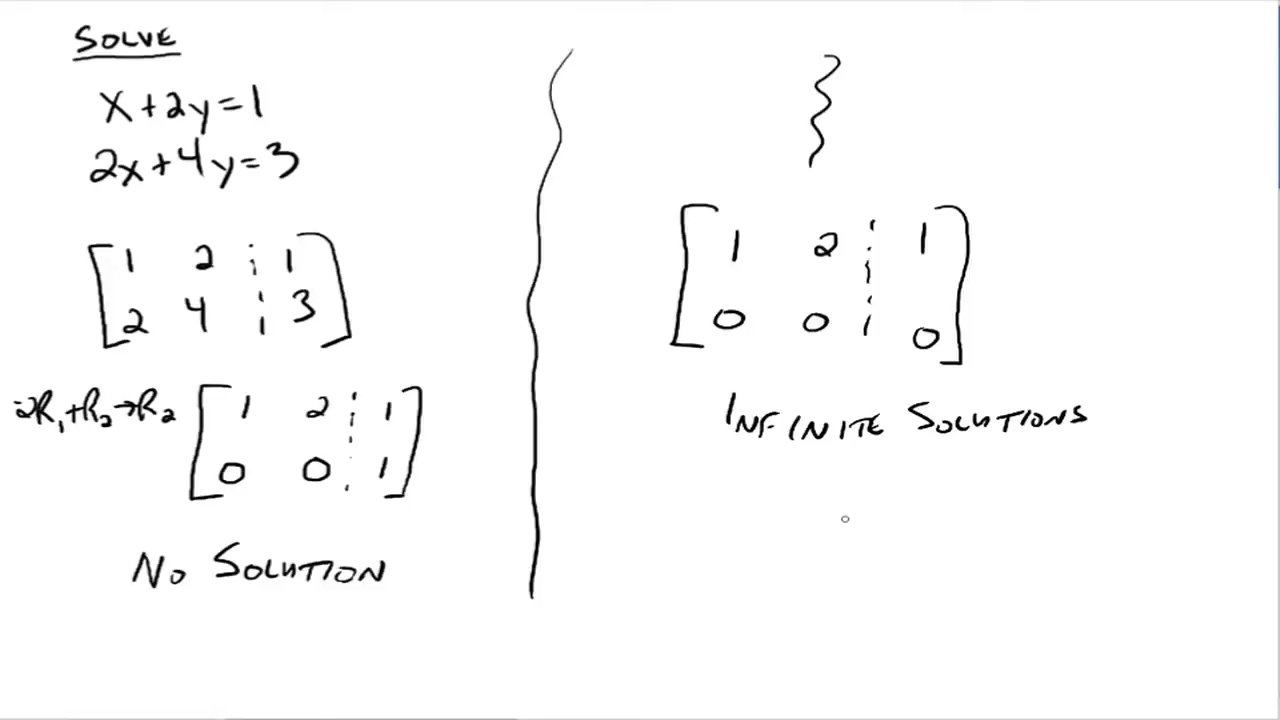 SOLVE
x+2y=1
2x+4y=3
[1 2 ¦ 1
2 4 ¦ 3]
-2R₁+R₂→R₂ [1 2 ¦ 1
0 0 ¦ 1]
NO SOLUTION
[1 2 ¦ 1
0 0 ¦ 0]
INFINITE SOLUTIONS